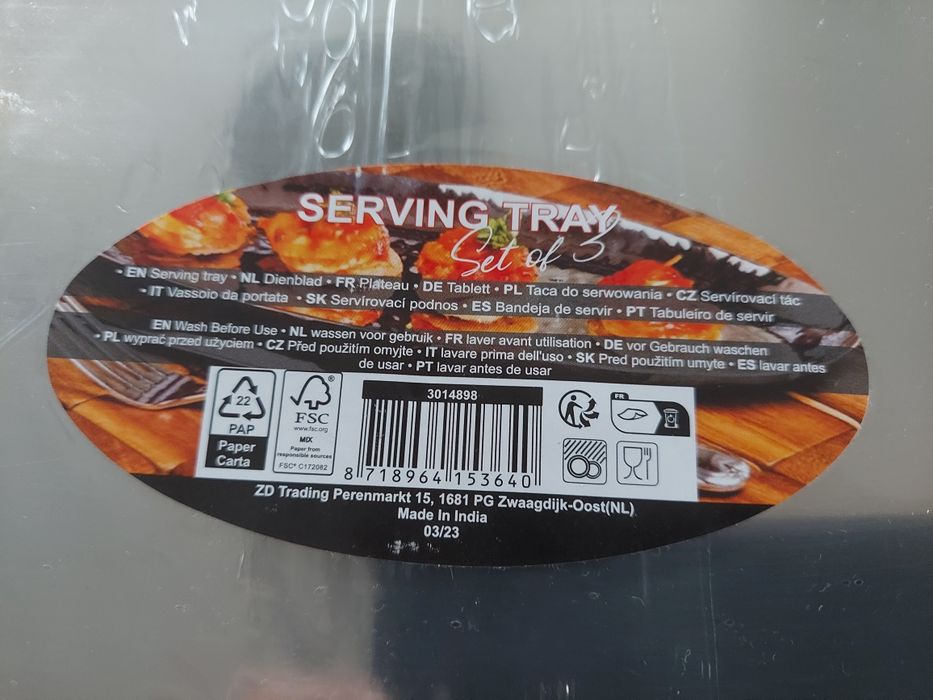 SERVING TRAY
Set of 3
• EN Serving tray • NL Dienblad • FR Plateau • DE Tablett • PL Taca do serwowania • CZ Servírovací tác
• IT Vassoio da portata • SK Servírovací podnos • ES Bandeja de servir • PT Tabuleiro de servir
EN Wash Before Use • NL wassen voor gebruik • FR laver avant utilisation • DE vor Gebrauch waschen
• PL wyprać przed użyciem • CZ Před použitím omyjte • IT lavare prima dell'uso • SK Pred použitím umyte • ES lavar antes
de usar • PT lavar antes de usar
22
PAP
Paper
Carta
FSC®
www.fsc.org
MIX
Paper from
responsible sources
FSC® C172082
3014898
8 718964 153640
FR
ZD Trading Perenmarkt 15, 1681 PG Zwaagdijk-Oost(NL)
Made In India
03/23